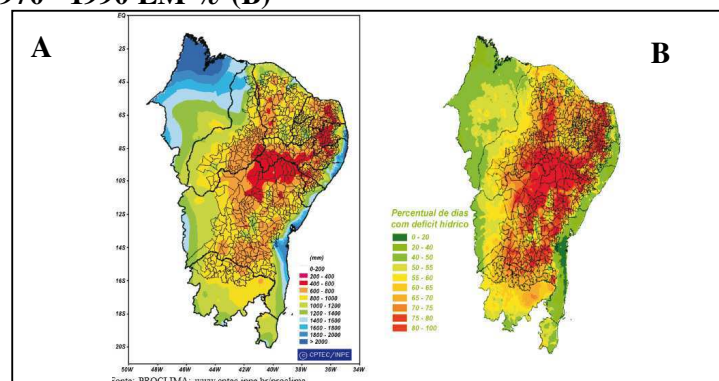 1970 - 1990 EM % (B)
A
B
EQ
2S
4S
6S
8S
10S
12S
14S
16S
18S
20S
50W 48W 46W 44W 42W 40W 38W 36W 34W
(mm)
0-200
200 - 400
400 - 600
600 - 800
800 - 1000
1000 - 1200
1200 - 1400
1400 - 1600
1600 - 1800
1800 - 2000
> 2000
CPTEC/INPE
Percentual de dias
com deficit hídrico
0 - 20
20 - 40
40 - 50
50 - 55
55 - 60
60 - 65
65 - 70
70 - 75
75 - 80
80 - 100
Fonte: PROCLIMA: www.cptec.inpe.br/proclima